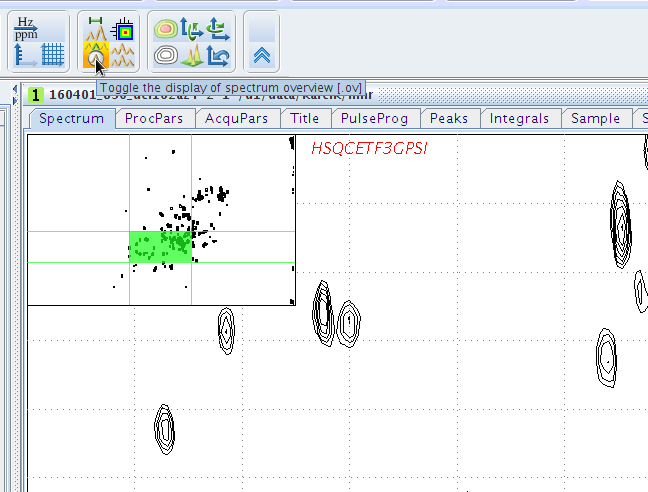 Hz
ppm
Toggle the display of spectrum overview [.ov]
1
Spectrum ProcPars AcquPars Title PulseProg Peaks Integrals Sample S
HSQCETF3GPSI